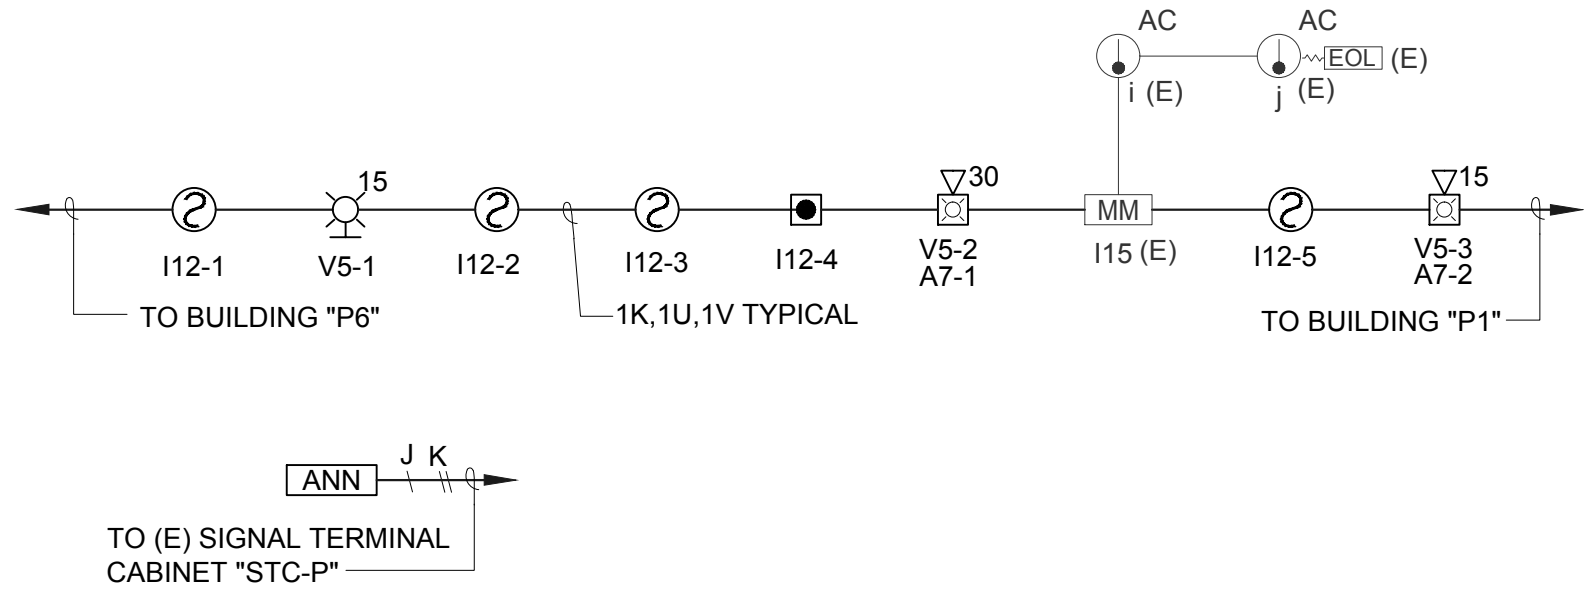 AC
AC
EOL (E)
i (E)
j (E)
15
30
15
MM
I12-1
V5-1
I12-2
I12-3
I12-4
V5-2
A7-1
I15 (E)
I12-5
V5-3
A7-2
TO BUILDING "P6"
1K,1U,1V TYPICAL
TO BUILDING "P1"
J K
ANN
TO (E) SIGNAL TERMINAL
CABINET "STC-P"